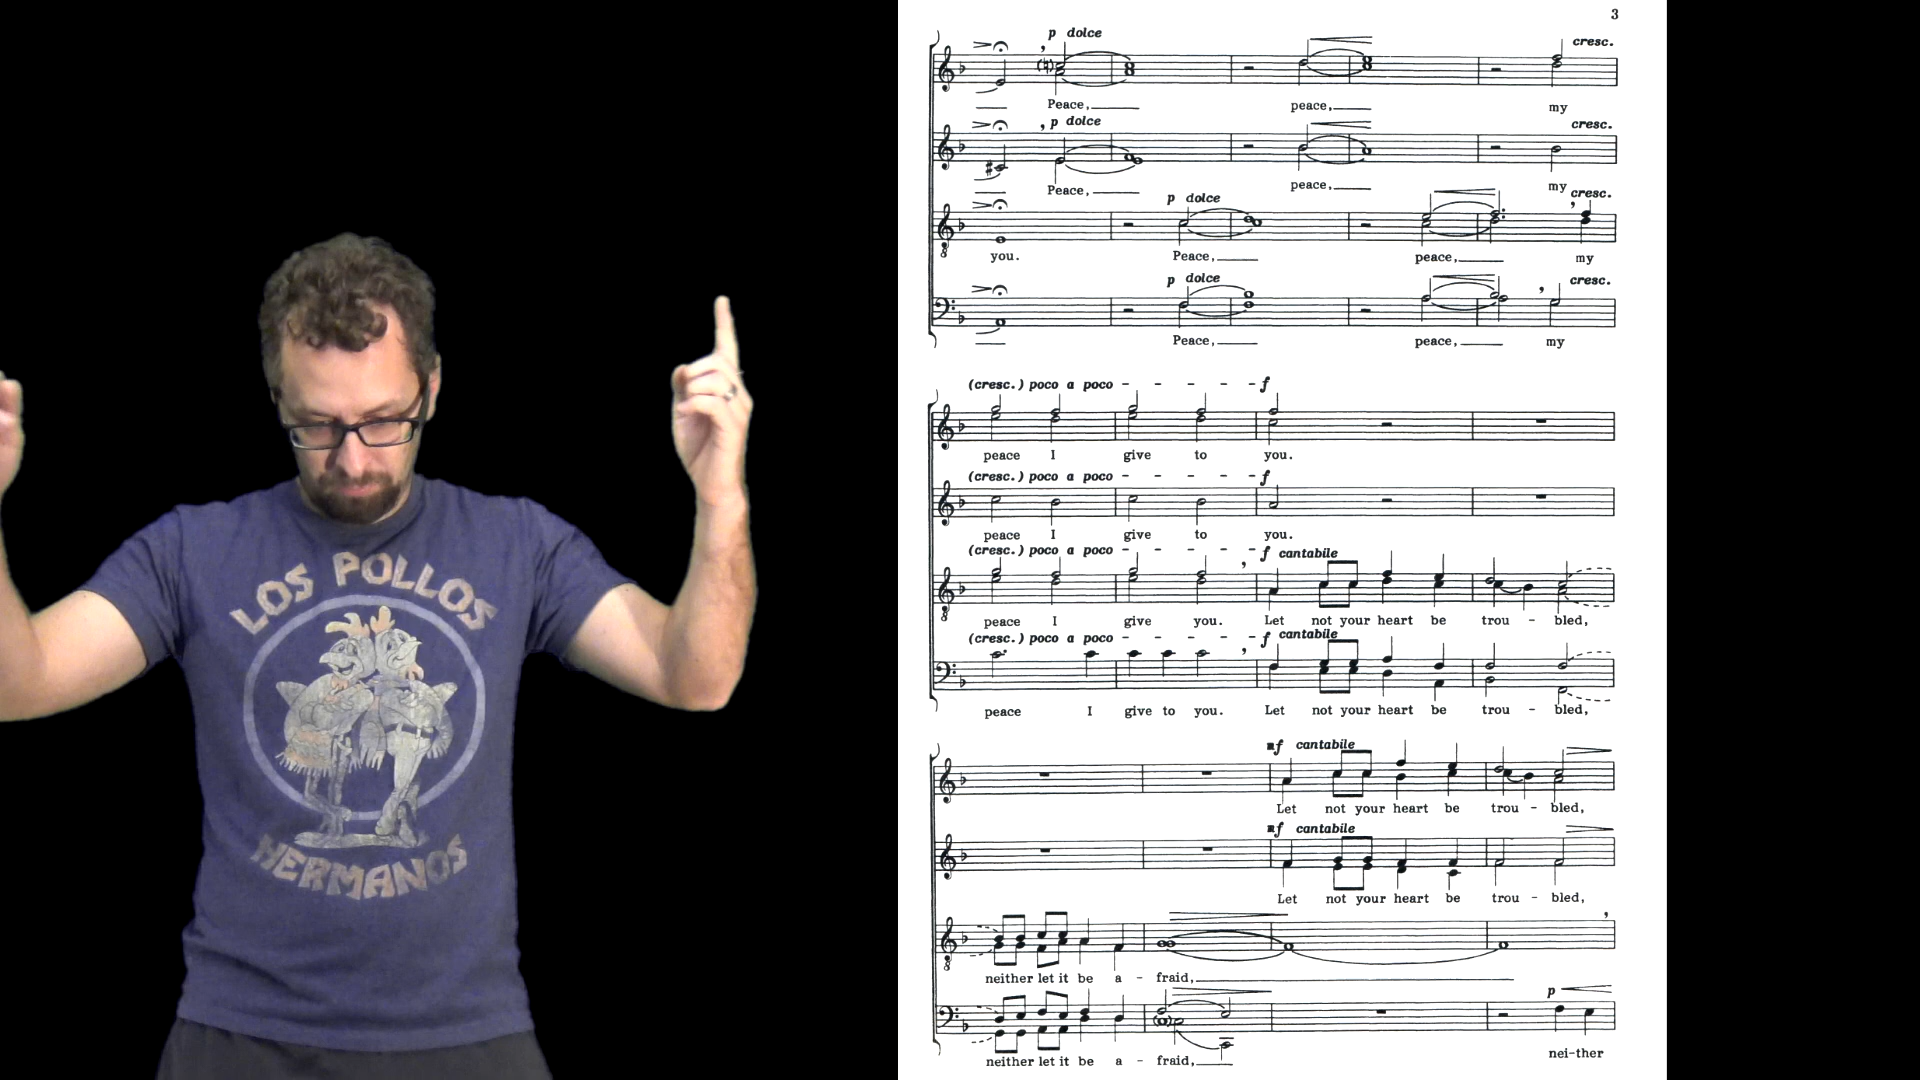 LOS POLLOS
HERMANOS
3
p dolce
cresc.
Peace, peace, my
p dolce
cresc.
Peace, peace, my
p dolce
cresc.
you. Peace, peace, my
p dolce
cresc.
Peace, peace, my
(cresc.) poco a poco - - - - - f
peace I give to you.
(cresc.) poco a poco - - - - - f
peace I give to you.
(cresc.) poco a poco - - - - - f cantabile
8
peace I give you. Let not your heart be trou - bled,
(cresc.) poco a poco - - - - - f cantabile
peace I give to you. Let not your heart be trou - bled,
mf cantabile
Let not your heart be trou - bled,
mf cantabile
Let not your heart be trou - bled,
8
neither let it be a - fraid,
p
neither let it be a - fraid, nei-ther